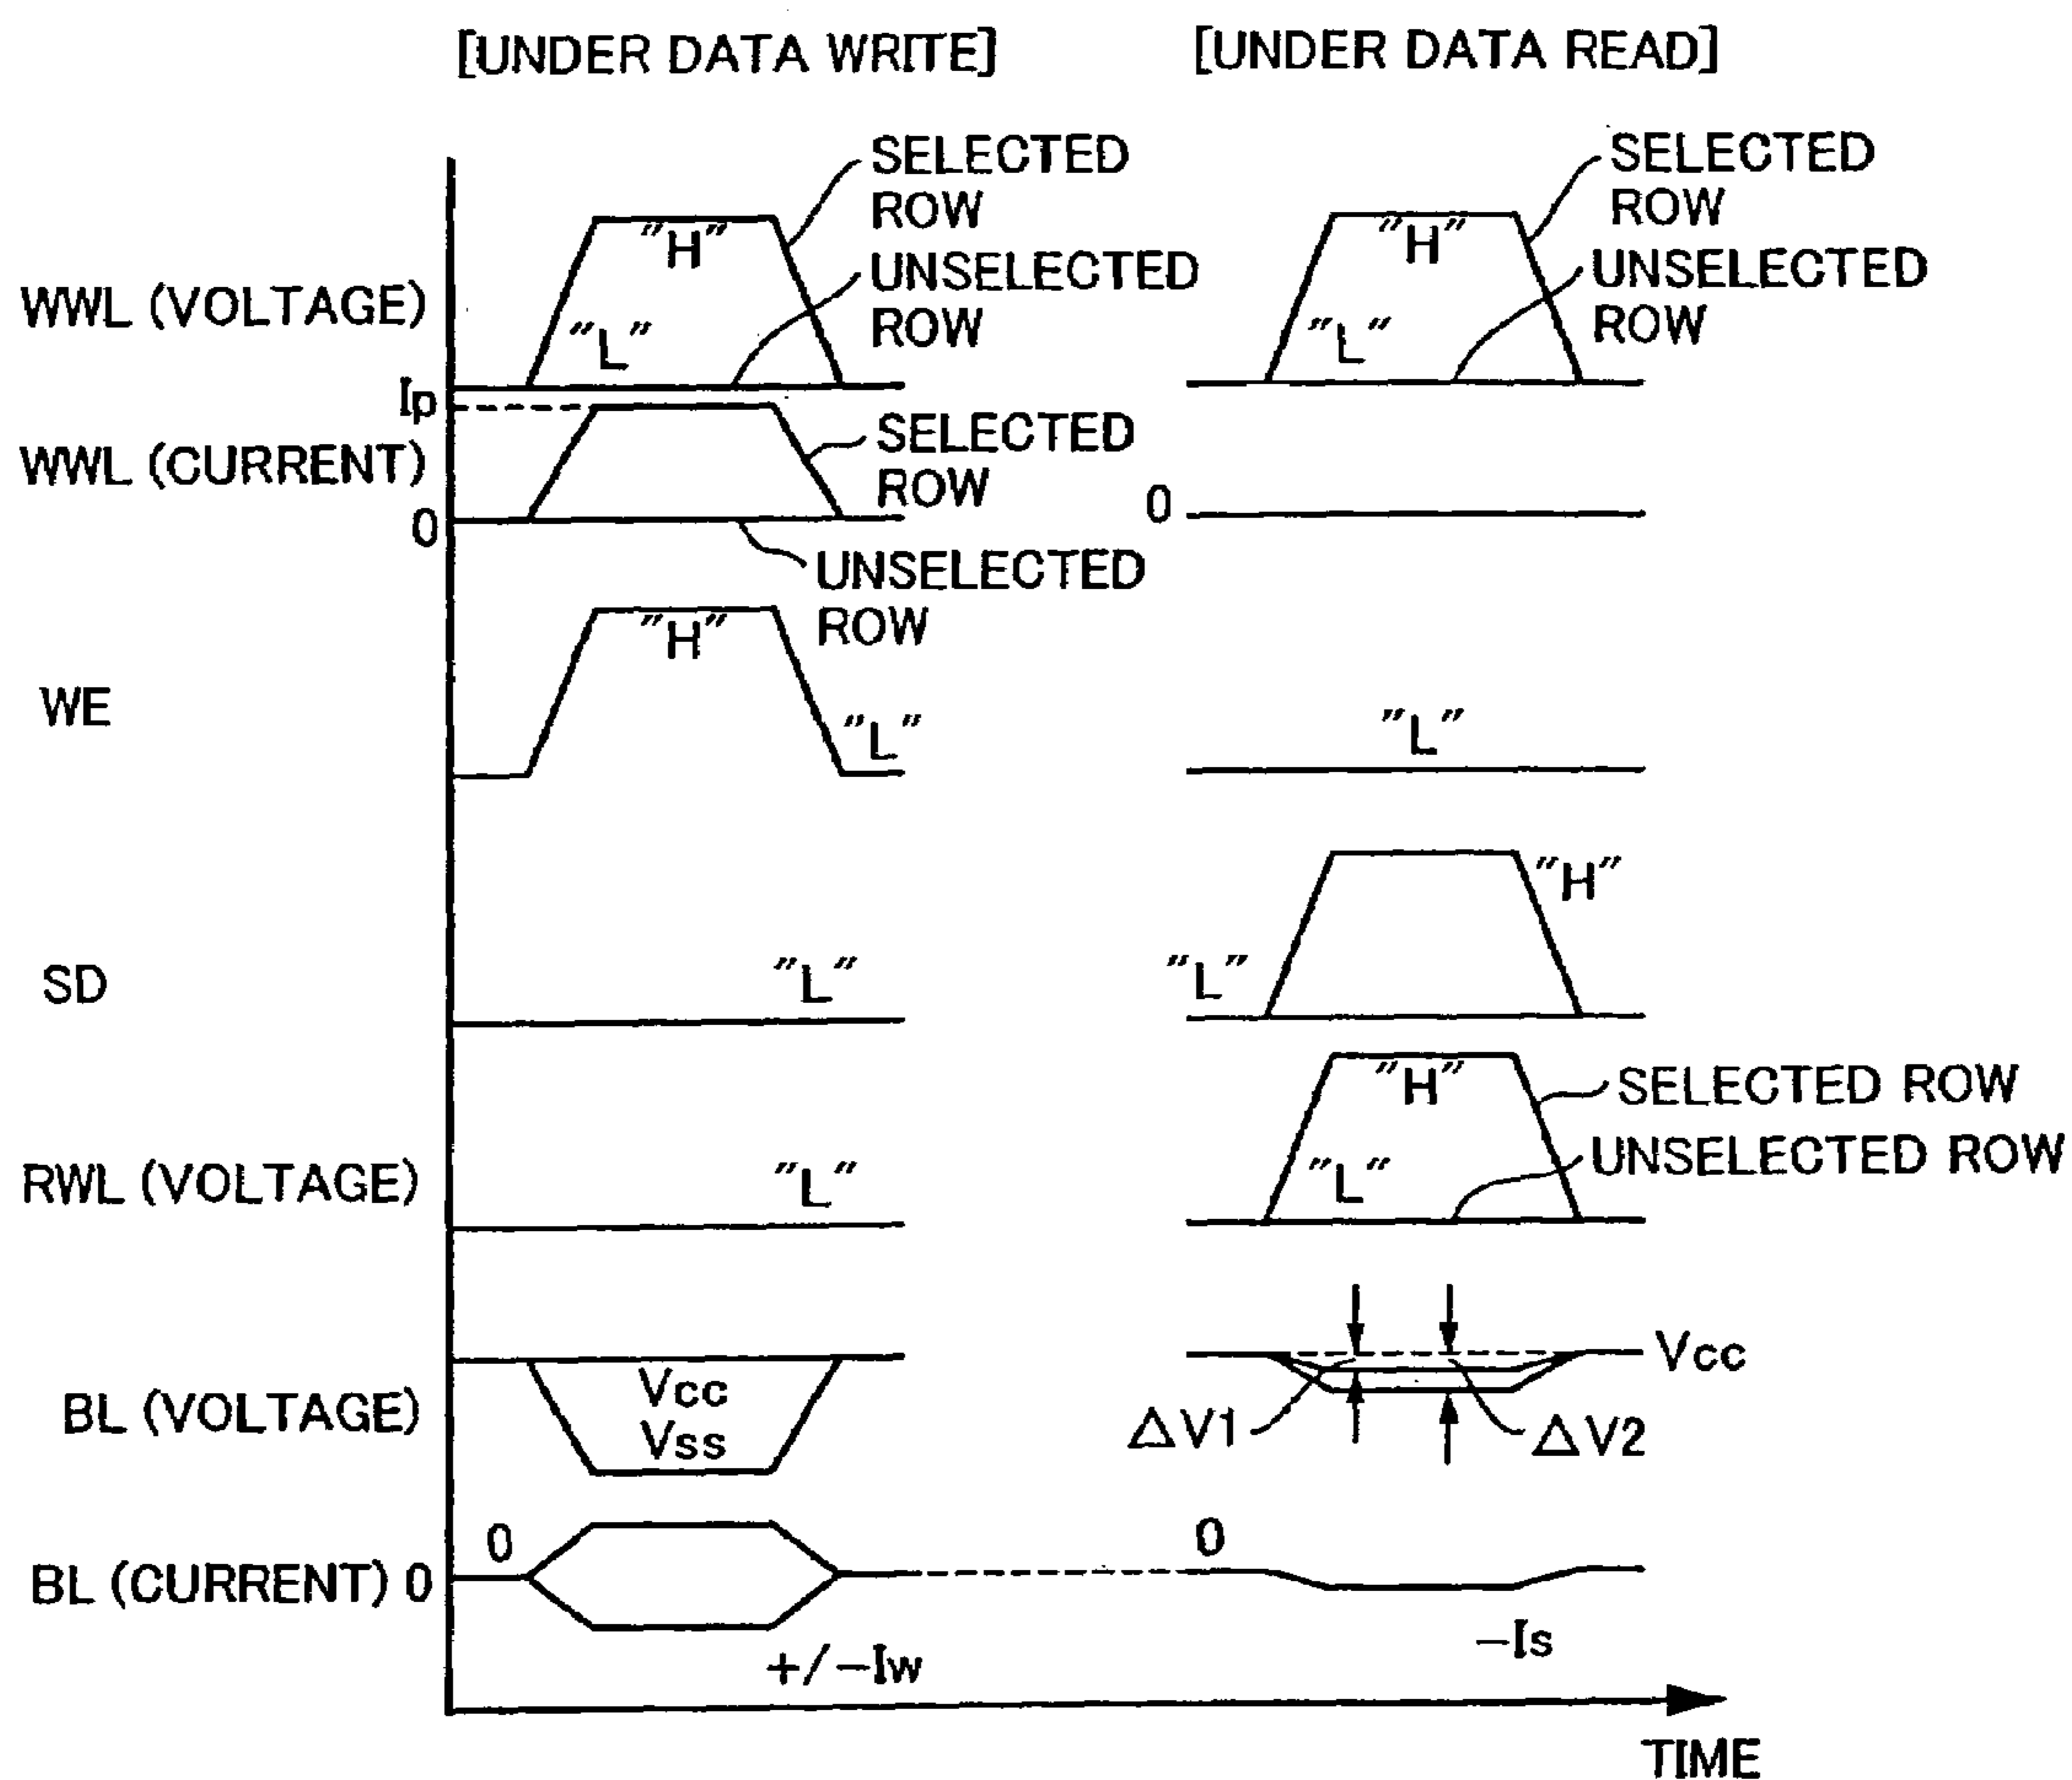 [UNDER DATA WRITE]
[UNDER DATA READ]
SELECTED
ROW
"H"
UNSELECTED
ROW
"L"
WWL (VOLTAGE)
SELECTED
ROW
"H"
UNSELECTED
ROW
"L"
Ip
WWL (CURRENT)
0
SELECTED
ROW
UNSELECTED
ROW
0
WE
"H"
"L"
"L"
SD
"L"
"L"
"H"
RWL (VOLTAGE)
"L"
"H"
"L"
SELECTED ROW
UNSELECTED ROW
BL (VOLTAGE)
Vcc
Vss
Vcc
△V1
△V2
BL (CURRENT) 0
0
+/−Iw
0
−Is
TIME